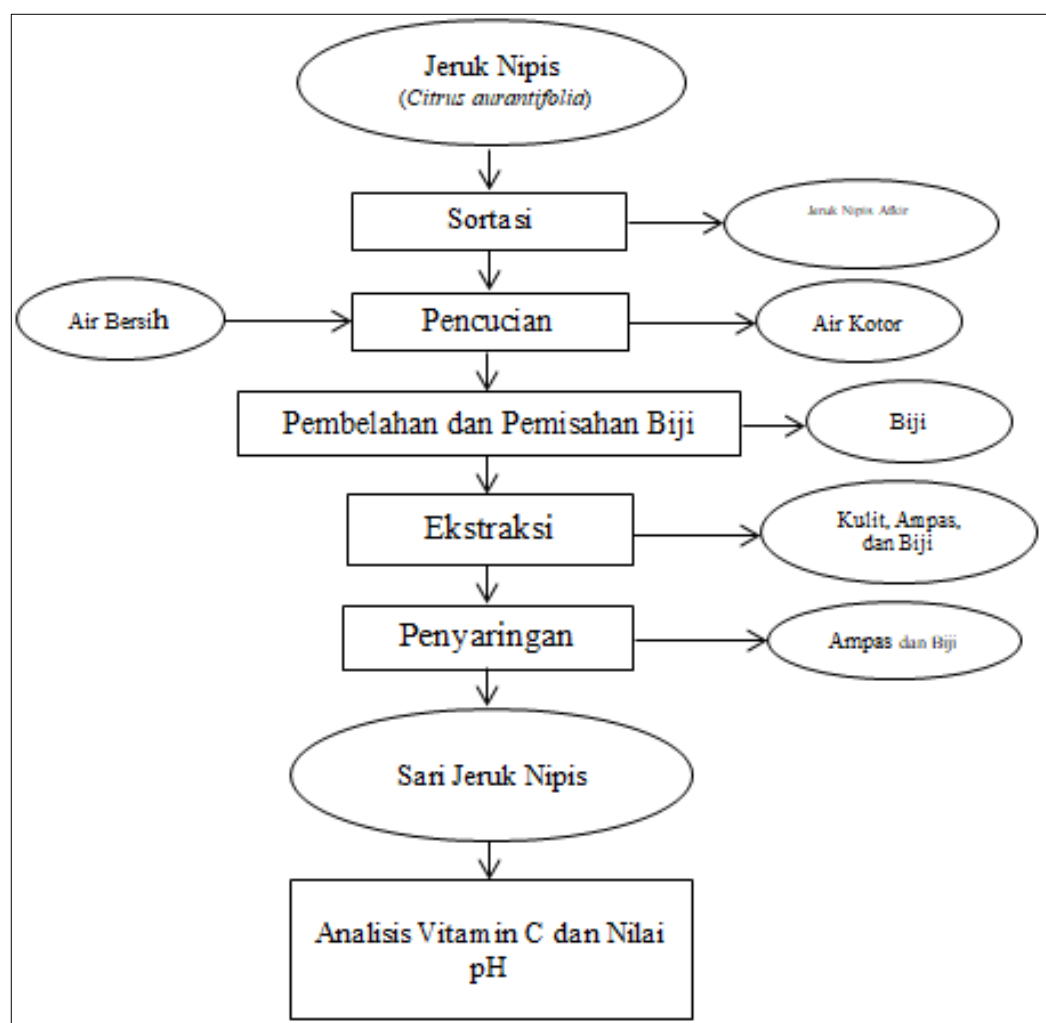 Jeruk Nipis
(Citrus aurantifolia)
Sortasi
Jeruk Nipis Afkir
Air Bersih
Pencucian
Air Kotor
Pembelahan dan Pemisahan Biji
Biji
Ekstraksi
Kulit, Ampas,
dan Biji
Penyaringan
Ampas dan Biji
Sari Jeruk Nipis
Analisis Vitamin C dan Nilai
pH